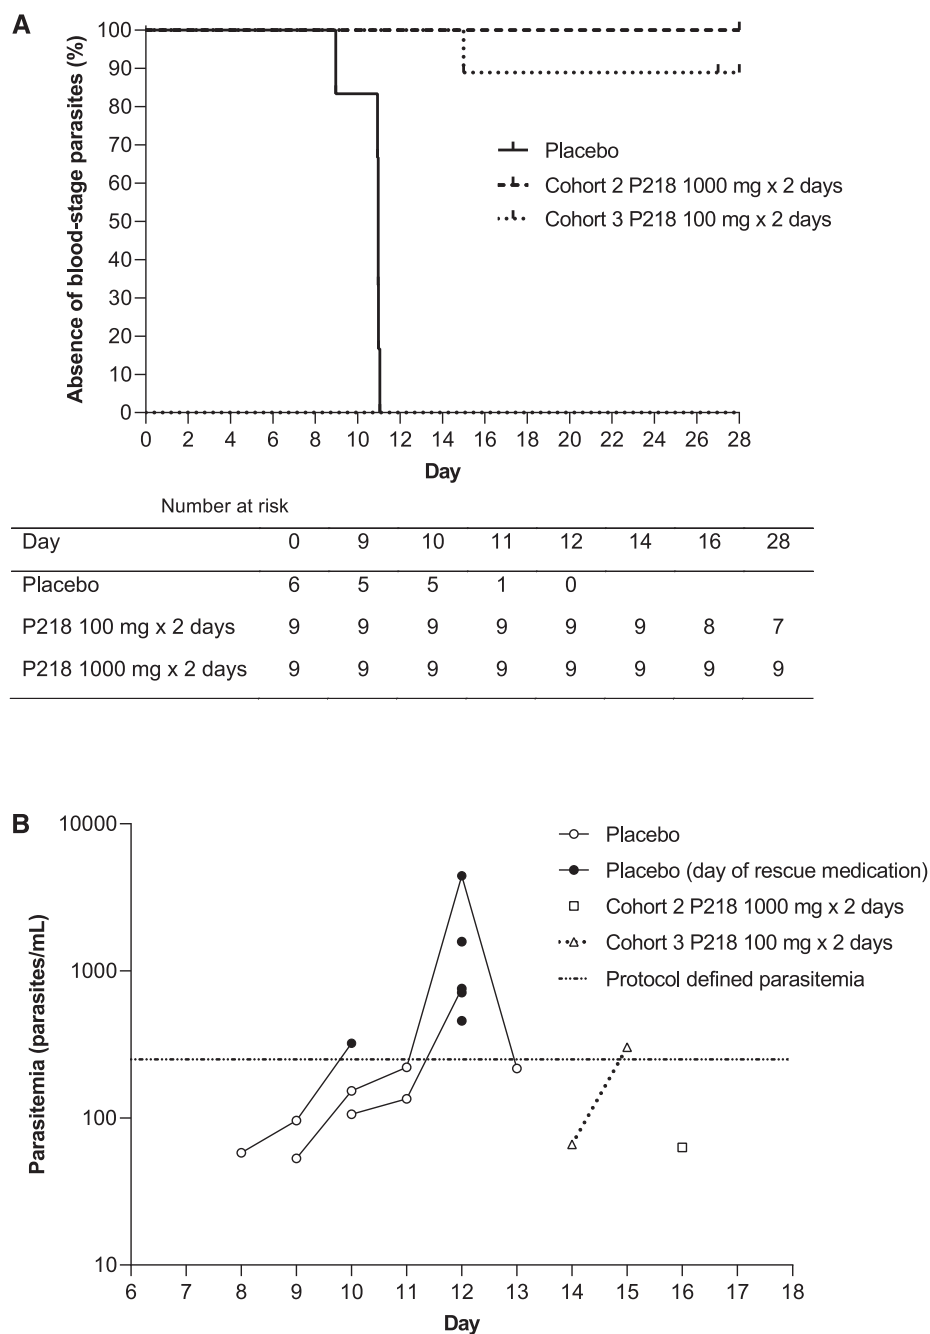 A
Absence of blood-stage parasites (%)
100
90
80
70
60
50
40
30
20
10
0
Placebo
Cohort 2 P218 1000 mg x 2 days
Cohort 3 P218 100 mg x 2 days
0 2 4 6 8 10 12 14 16 18 20 22 24 26 28
Day
Number at risk
Day 0 9 10 11 12 14 16 28
Placebo 6 5 5 1 0
P218 100 mg x 2 days 9 9 9 9 9 9 8 7
P218 1000 mg x 2 days 9 9 9 9 9 9 9 9
B
Parasitemia (parasites/mL)
10000
1000
100
10
Placebo
Placebo (day of rescue medication)
Cohort 2 P218 1000 mg x 2 days
Cohort 3 P218 100 mg x 2 days
Protocol defined parasitemia
6 7 8 9 10 11 12 13 14 15 16 17 18
Day